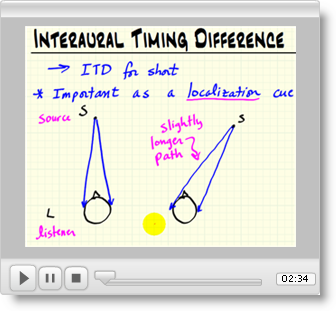 INTERAURAL TIMING DIFFERENCE
→ ITD for short
* Important as a localization cue
source S
slightly
longer
path
S
L
listener
02:34